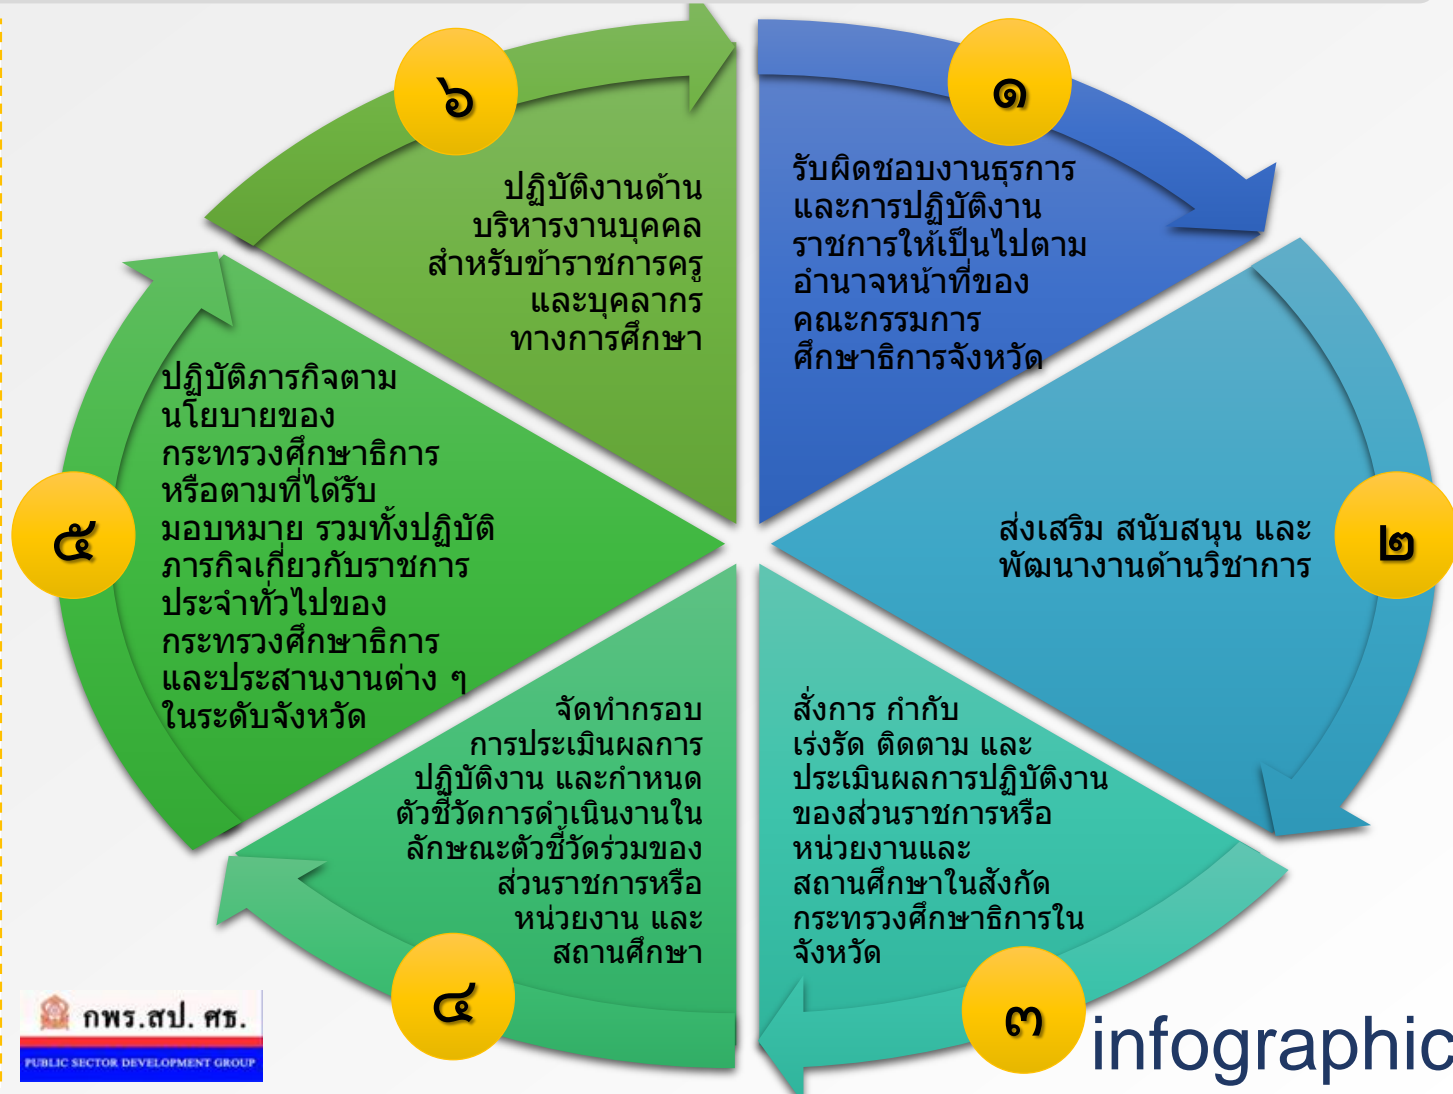 ๑
รับผิดชอบงานธุรการ
และการปฏิบัติงาน
ราชการให้เป็นไปตาม
อำนาจหน้าที่ของ
คณะกรรมการ
ศึกษาธิการจังหวัด
๒
ส่งเสริม สนับสนุน และ
พัฒนางานด้านวิชาการ
๓
สั่งการ กำกับ
เร่งรัด ติดตาม และ
ประเมินผลการปฏิบัติงาน
ของส่วนราชการหรือ
หน่วยงานและ
สถานศึกษาในสังกัด
กระทรวงศึกษาธิการใน
จังหวัด
๔
จัดทำกรอบ
การประเมินผลการ
ปฏิบัติงาน และกำหนด
ตัวชี้วัดการดำเนินงานใน
ลักษณะตัวชี้วัดร่วมของ
ส่วนราชการหรือ
หน่วยงาน และ
สถานศึกษา
๕
ปฏิบัติภารกิจตาม
นโยบายของ
กระทรวงศึกษาธิการ
หรือตามที่ได้รับ
มอบหมาย รวมทั้งปฏิบัติ
ภารกิจเกี่ยวกับราชการ
ประจำทั่วไปของ
กระทรวงศึกษาธิการ
และประสานงานต่าง ๆ
ในระดับจังหวัด
๖
ปฏิบัติงานด้าน
บริหารงานบุคคล
สำหรับข้าราชการครู
และบุคลากร
ทางการศึกษา
กพร.สป. ศธ.
PUBLIC SECTOR DEVELOPMENT GROUP
infographic